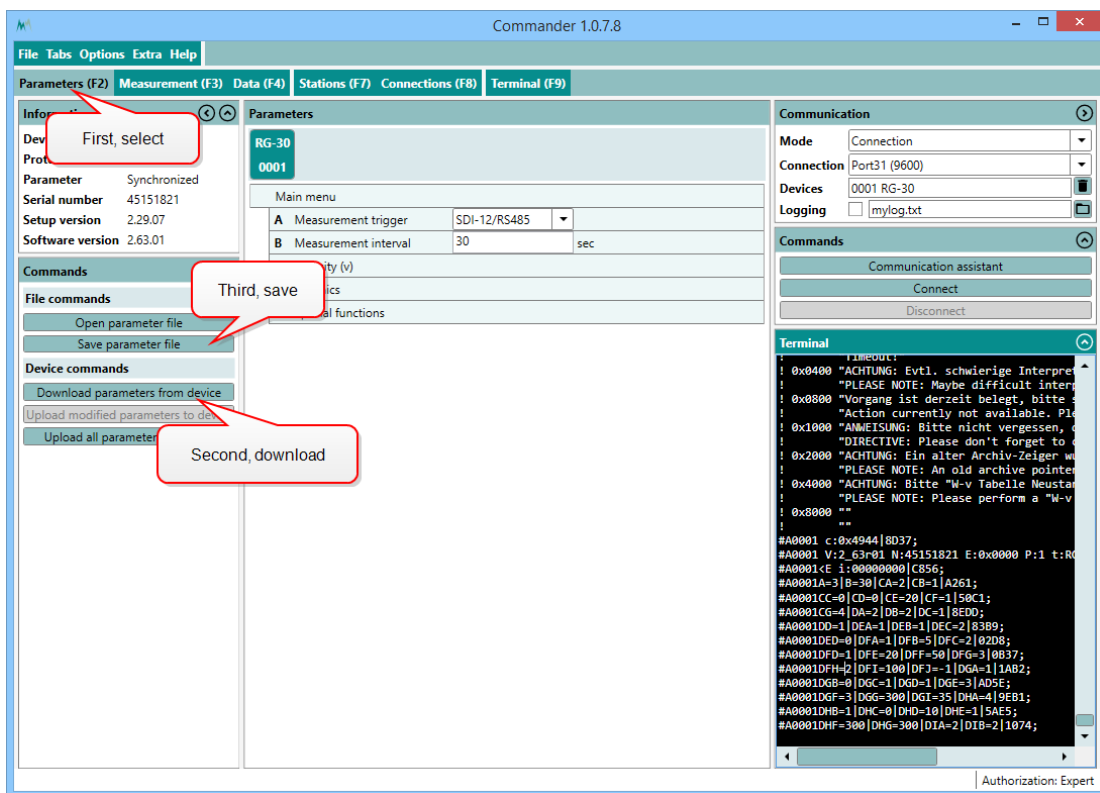 Commander 1.0.7.8
File Tabs Options Extra Help
Parameters (F2) Measurement (F3) Data (F4) Stations (F7) Connections (F8) Terminal (F9)
First, select
Parameter Synchronized
Serial number 45151821
Setup version 2.29.07
Software version 2.63.01
Commands
File commands
Open parameter file
Save parameter file
Device commands
Download parameters from device
Upload modified parameters to
Upload all
Third, save
Second, download
Parameters
RG-30
0001
Main menu
A Measurement trigger SDI-12/RS485
B Measurement interval 30 sec
(v)
functions
Communication
Mode Connection
Connection Port31 (9600)
Devices 0001 RG-30
Logging mylog.txt
Commands
Communication assistant
Connect
Disconnect
Terminal
! Timeout!
! 0x0400 "ACHTUNG: Evtl. schwierige
! "PLEASE NOTE: Maybe difficult
! 0x0800 "Vorgang ist derzeit belegt, bitte
! "Action currently not available.
! 0x1000 "ANWEISUNG: Bitte nicht vergessen,
! "DIRECTIVE: Please don't forget to
! 0x2000 "ACHTUNG: Ein alter Archiv-Zeiger
! "PLEASE NOTE: An old archive
! 0x4000 "ACHTUNG: Bitte "W-v Tabelle
! "PLEASE NOTE: Please perform a "W-v
! 0x8000 ""
! ""
#A0001 c:0x4944|8D37;
#A0001 V:2_63r01 N:45151821 E:0x0000 P:1
#A0001<E i:00000000|C856;
#A0001A=3|B=30|CA=2|CB=1|A261;
#A0001CC=0|CD=0|CE=20|CF=1|50C1;
#A0001CG=4|DA=2|DB=2|DC=1|8EDD;
#A0001DD=1|DEA=1|DEB=1|DEC=2|83B9;
#A0001DED=0|DFA=1|DFB=5|DFC=2|02D8;
#A0001DFD=1|DFE=20|DFF=50|DFG=3|0B37;
#A0001DFH=2|DFI=100|DFJ=-1|DGA=1|1AB2;
#A0001DGB=0|DGC=1|DGD=1|DGE=3|AD5E;
#A0001DGF=3|DGG=300|DGI=35|DHA=4|9EB1;
#A0001DHB=1|DHC=0|DHD=10|DHE=1|5AE5;
#A0001DHF=300|DHG=300|DIA=2|DIB=2|1074;
Authorization: Expert